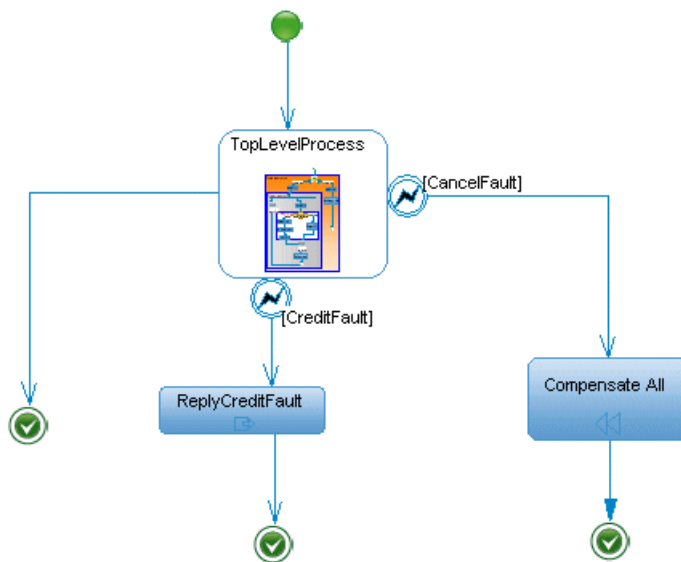 TopLevelProcess
[CancelFault]
[CreditFault]
Compensate All
ReplyCreditFault